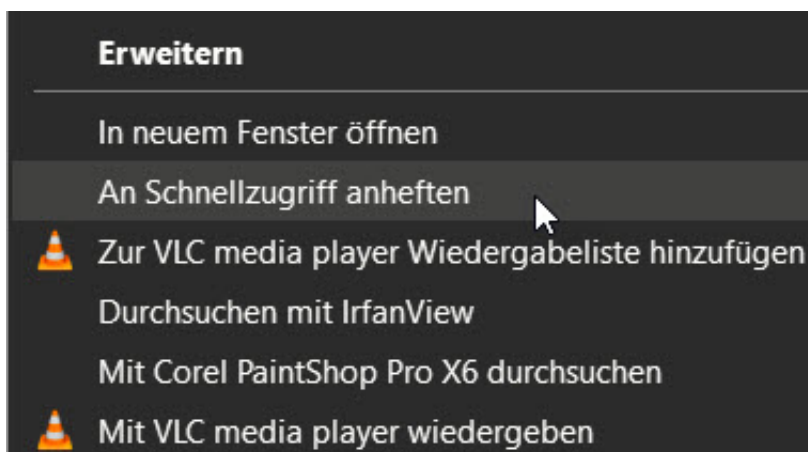 Erweitern
In neuem Fenster öffnen
An Schnellzugriff anheften
Zur VLC media player Wiedergabeliste hinzufügen
Durchsuchen mit IrfanView
Mit Corel PaintShop Pro X6 durchsuchen
Mit VLC media player wiedergeben